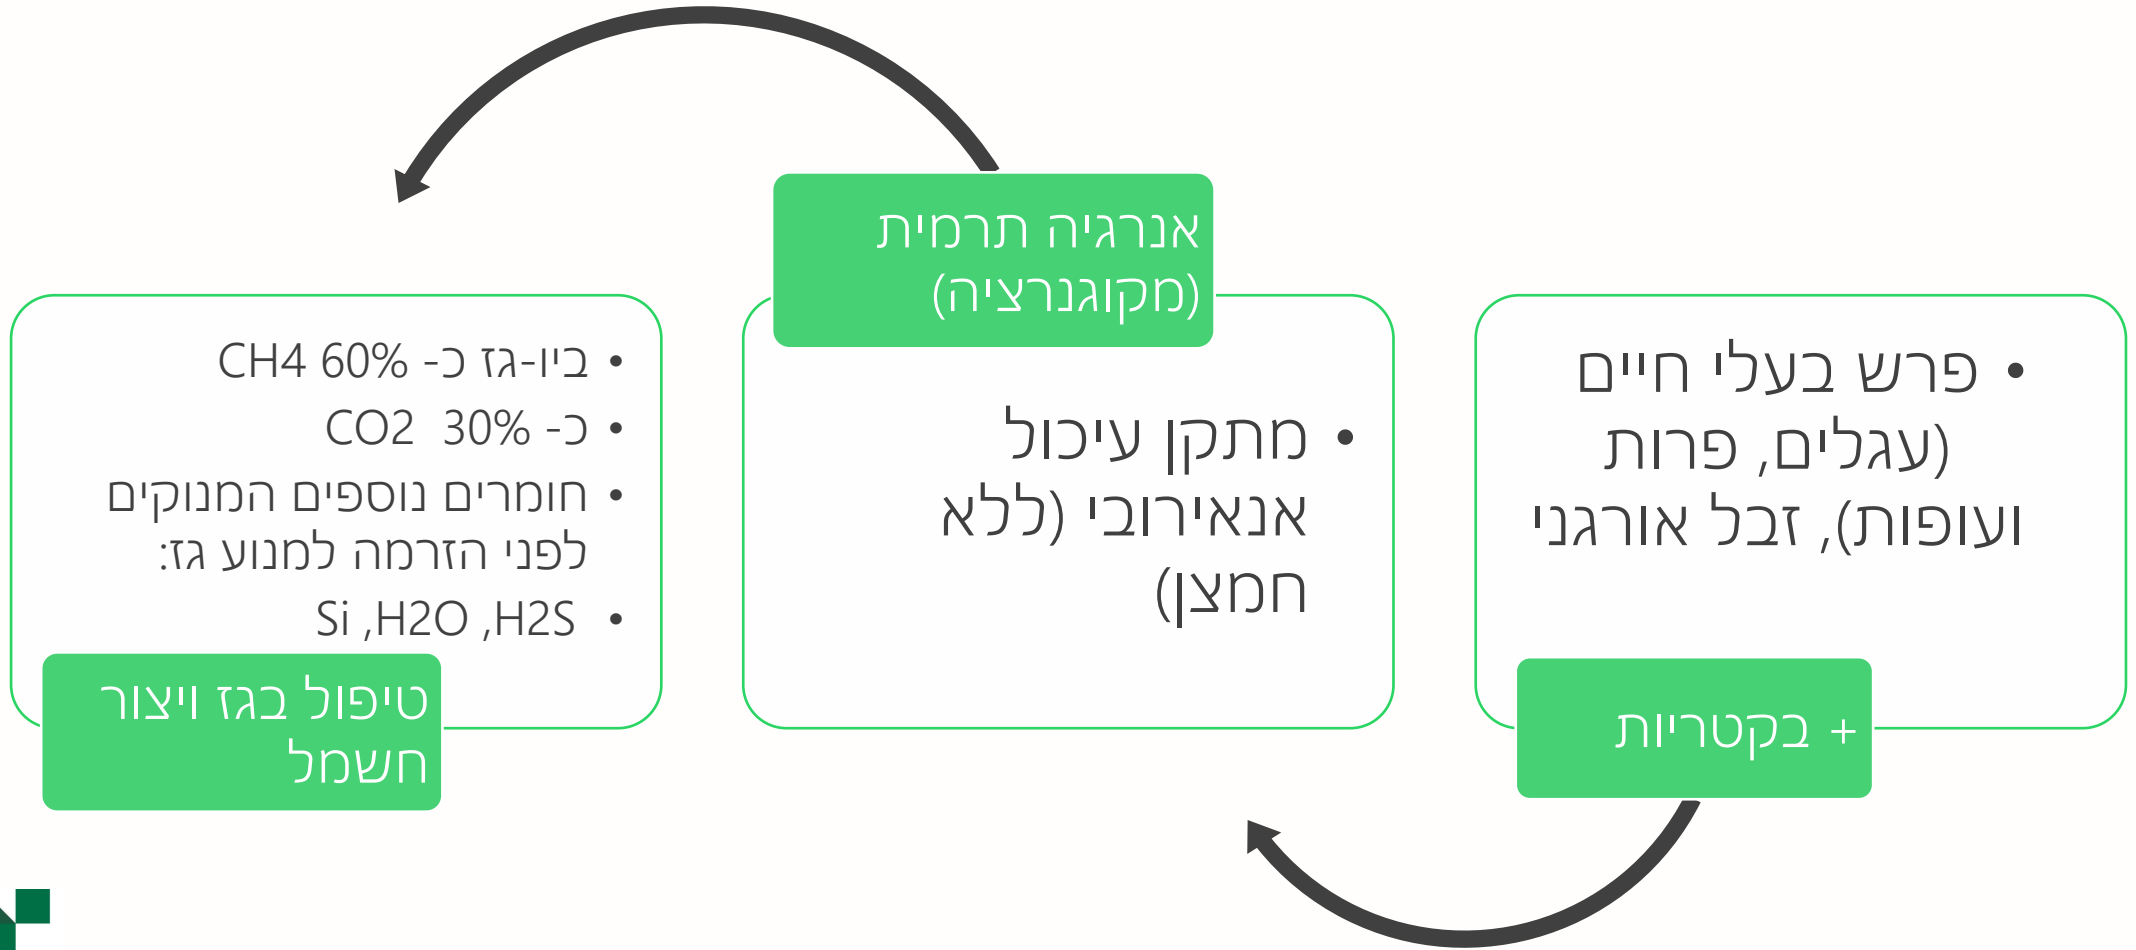 • פרש בעלי חיים
(עגלים, פרות
ועופות), זבל אורגני
+ בקטריות
אנרגיה תרמית
(מקוגנרציה)
• מתקן עיכול
אנאירובי (ללא
חמצן)
• ביו-גז כ- 60% CH4
• כ- 30% CO2
• חומרים נוספים המנוקים
לפני הזרמה למנוע גז:
• H2S, H2O, Si
טיפול בגז ויצור
חשמל